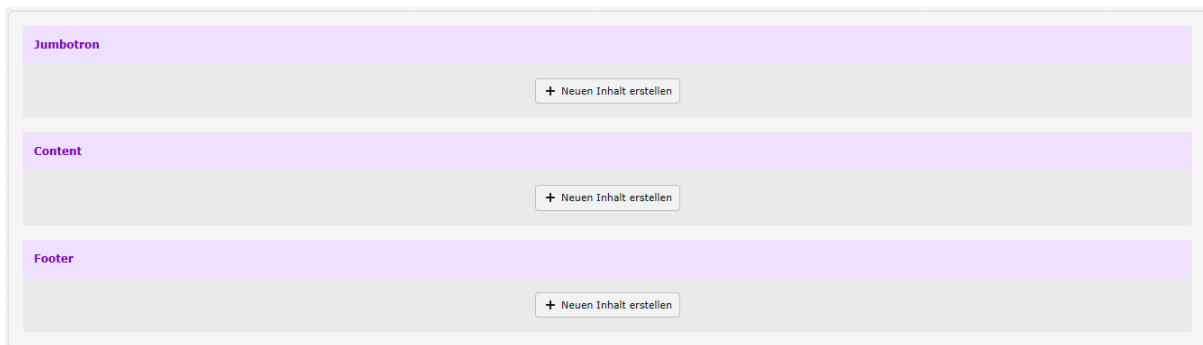 Jumbotron
+ Neuen Inhalt erstellen
Content
+ Neuen Inhalt erstellen
Footer
+ Neuen Inhalt erstellen